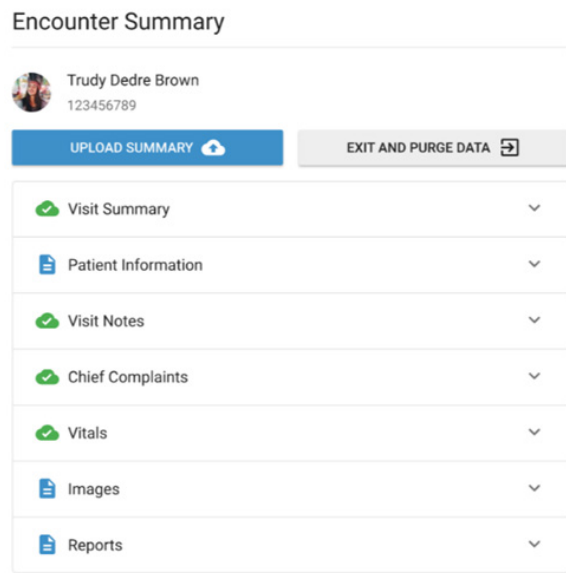 Encounter Summary
Trudy Dedre Brown
123456789
UPLOAD SUMMARY
EXIT AND PURGE DATA
Visit Summary
Patient Information
Visit Notes
Chief Complaints
Vitals
Images
Reports